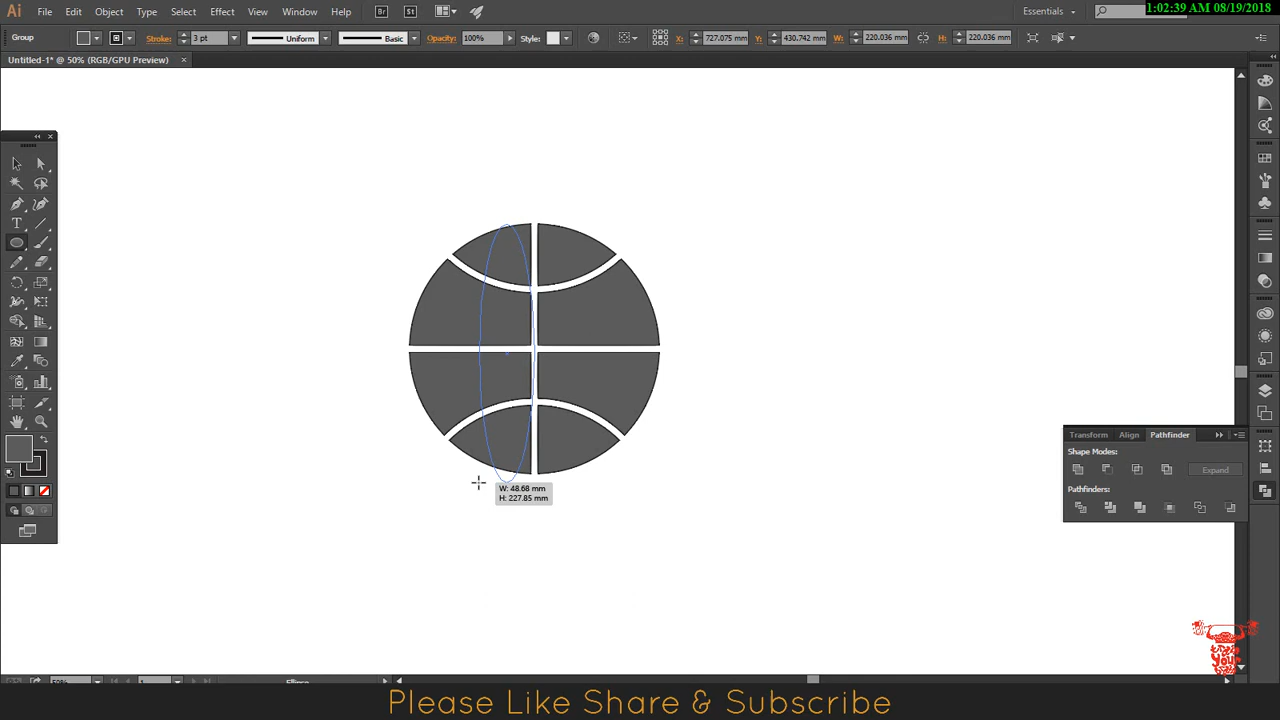 1:02:39 AM 08/19/2018
Ai File Edit Object Type Select Effect View Window Help Br St Essentials
Group Stroke: 3 pt Uniform Basic Opacity: 100% Style: X: 727.075 mm Y: 430.742 mm W: 220.036 mm H: 220.036 mm
Untitled-1* @ 50% (RGB/GPU Preview) ×
W: 48.68 mm
H: 227.85 mm
Transform Align Pathfinder
Shape Modes:
Expand
Pathfinders:
50% 1 Ellipse
Please Like Share & Subscribe